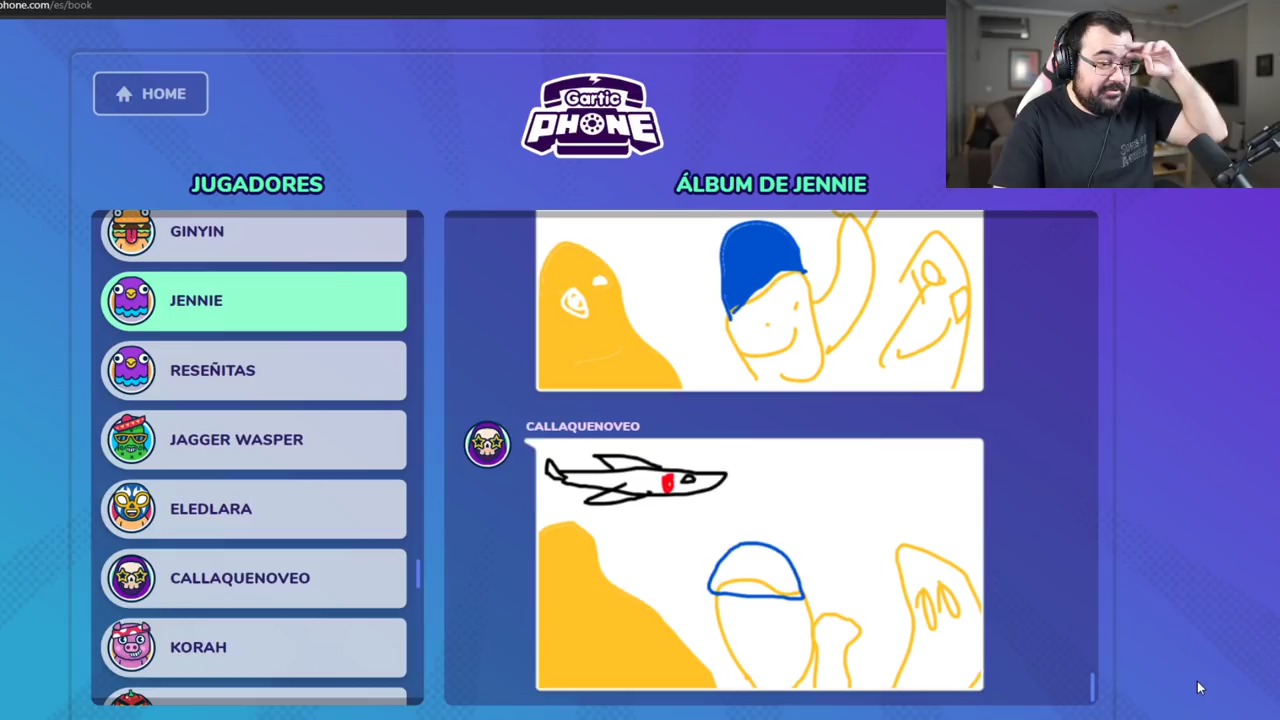 phone.com/es/book
HOME
Gartic
PHONE
JUGADORES
ÁLBUM DE JENNIE
GINYIN
JENNIE
RESEÑITAS
JAGGER WASPER
ELEDLARA
CALLAQUENOVEO
KORAH
CALLAQUENOVEO